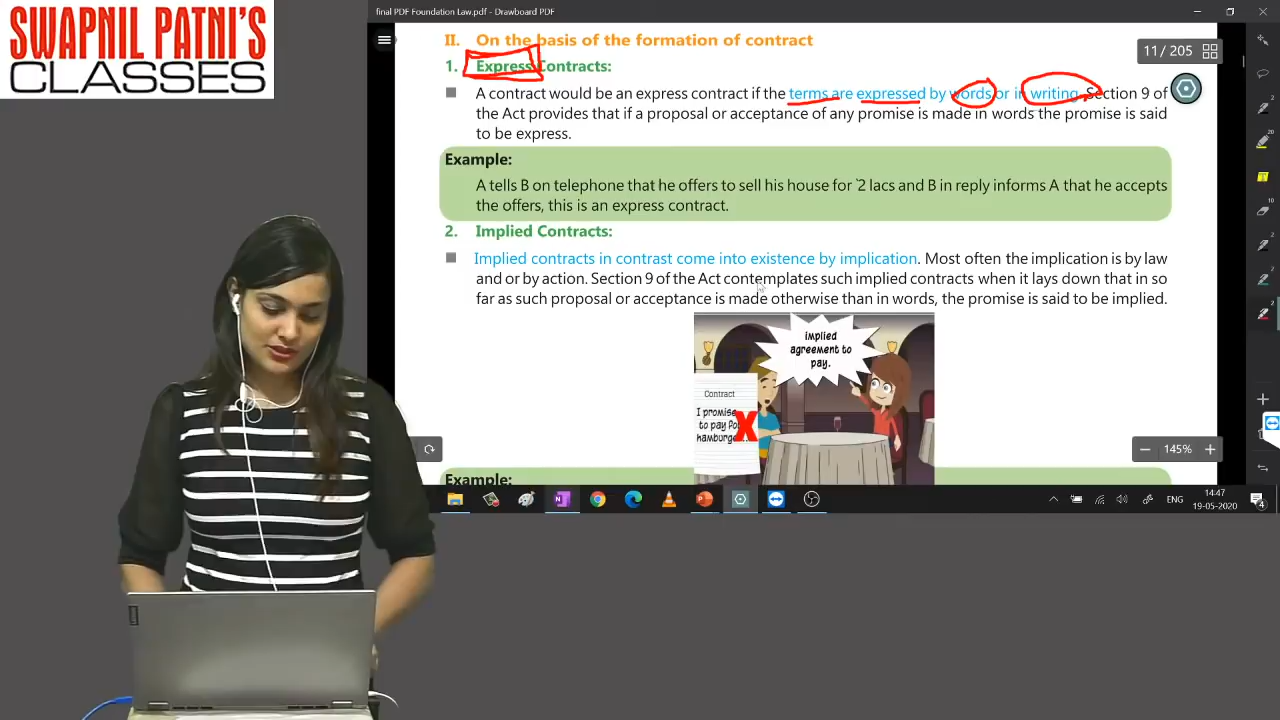 SWAPNIL PATNI'S
CLASSES
final PDF Foundation Law.pdf - Drawboard PDF
11 / 205
II. On the basis of the formation of contract
1. Express Contracts:
A contract would be an express contract if the terms are expressed by words or in writing. Section 9 of
the Act provides that if a proposal or acceptance of any promise is made in words the promise is said
to be express.
Example:
A tells B on telephone that he offers to sell his house for `2 lacs and B in reply informs A that he accepts
the offers, this is an express contract.
2. Implied Contracts:
Implied contracts in contrast come into existence by implication. Most often the implication is by law
and or by action. Section 9 of the Act contemplates such implied contracts when it lays down that in so
far as such proposal or acceptance is made otherwise than in words, the promise is said to be implied.
implied
agreement to
pay.
Contract
I promise
to pay
X
145%
Example:
ENG
14:47
19-05-2020